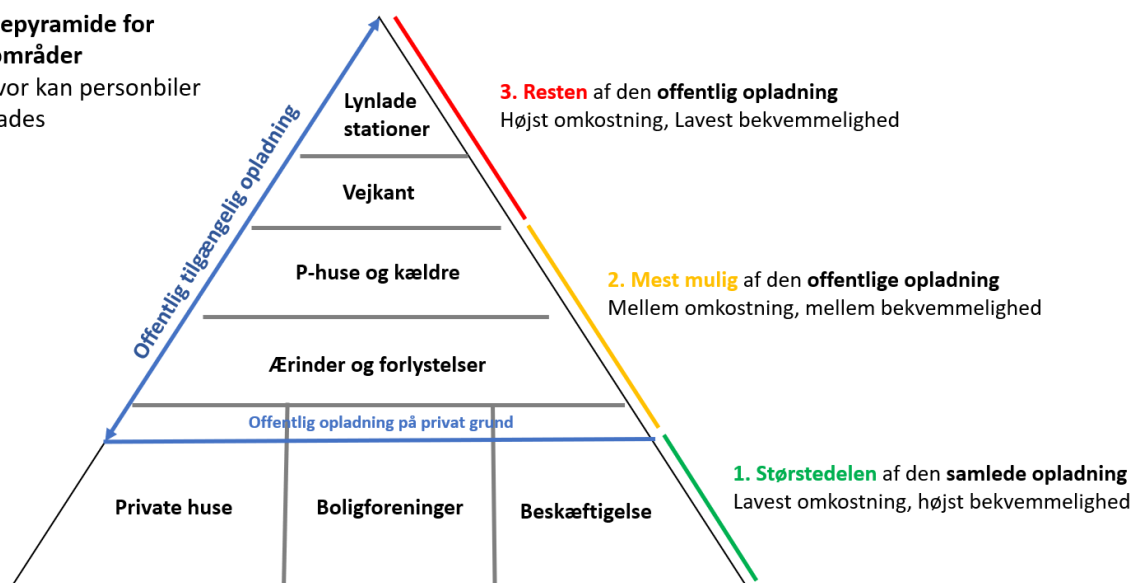 epyramide for
områder
vor kan personbiler
ades
Offentlig tilgængelig opladning
Lynlade
stationer
Vejkant
P-huse og kældre
Ærinder og forlystelser
Offentlig opladning på privat grund
Private huse
Boligforeninger
Beskæftigelse
3. Resten af den offentlig opladning
Højst omkostning, Lavest bekvemmelighed
2. Mest mulig af den offentlige opladning
Mellem omkostning, mellem bekvemmelighed
1. Størstedelen af den samlede opladning
Lavest omkostning, højst bekvemmelighed